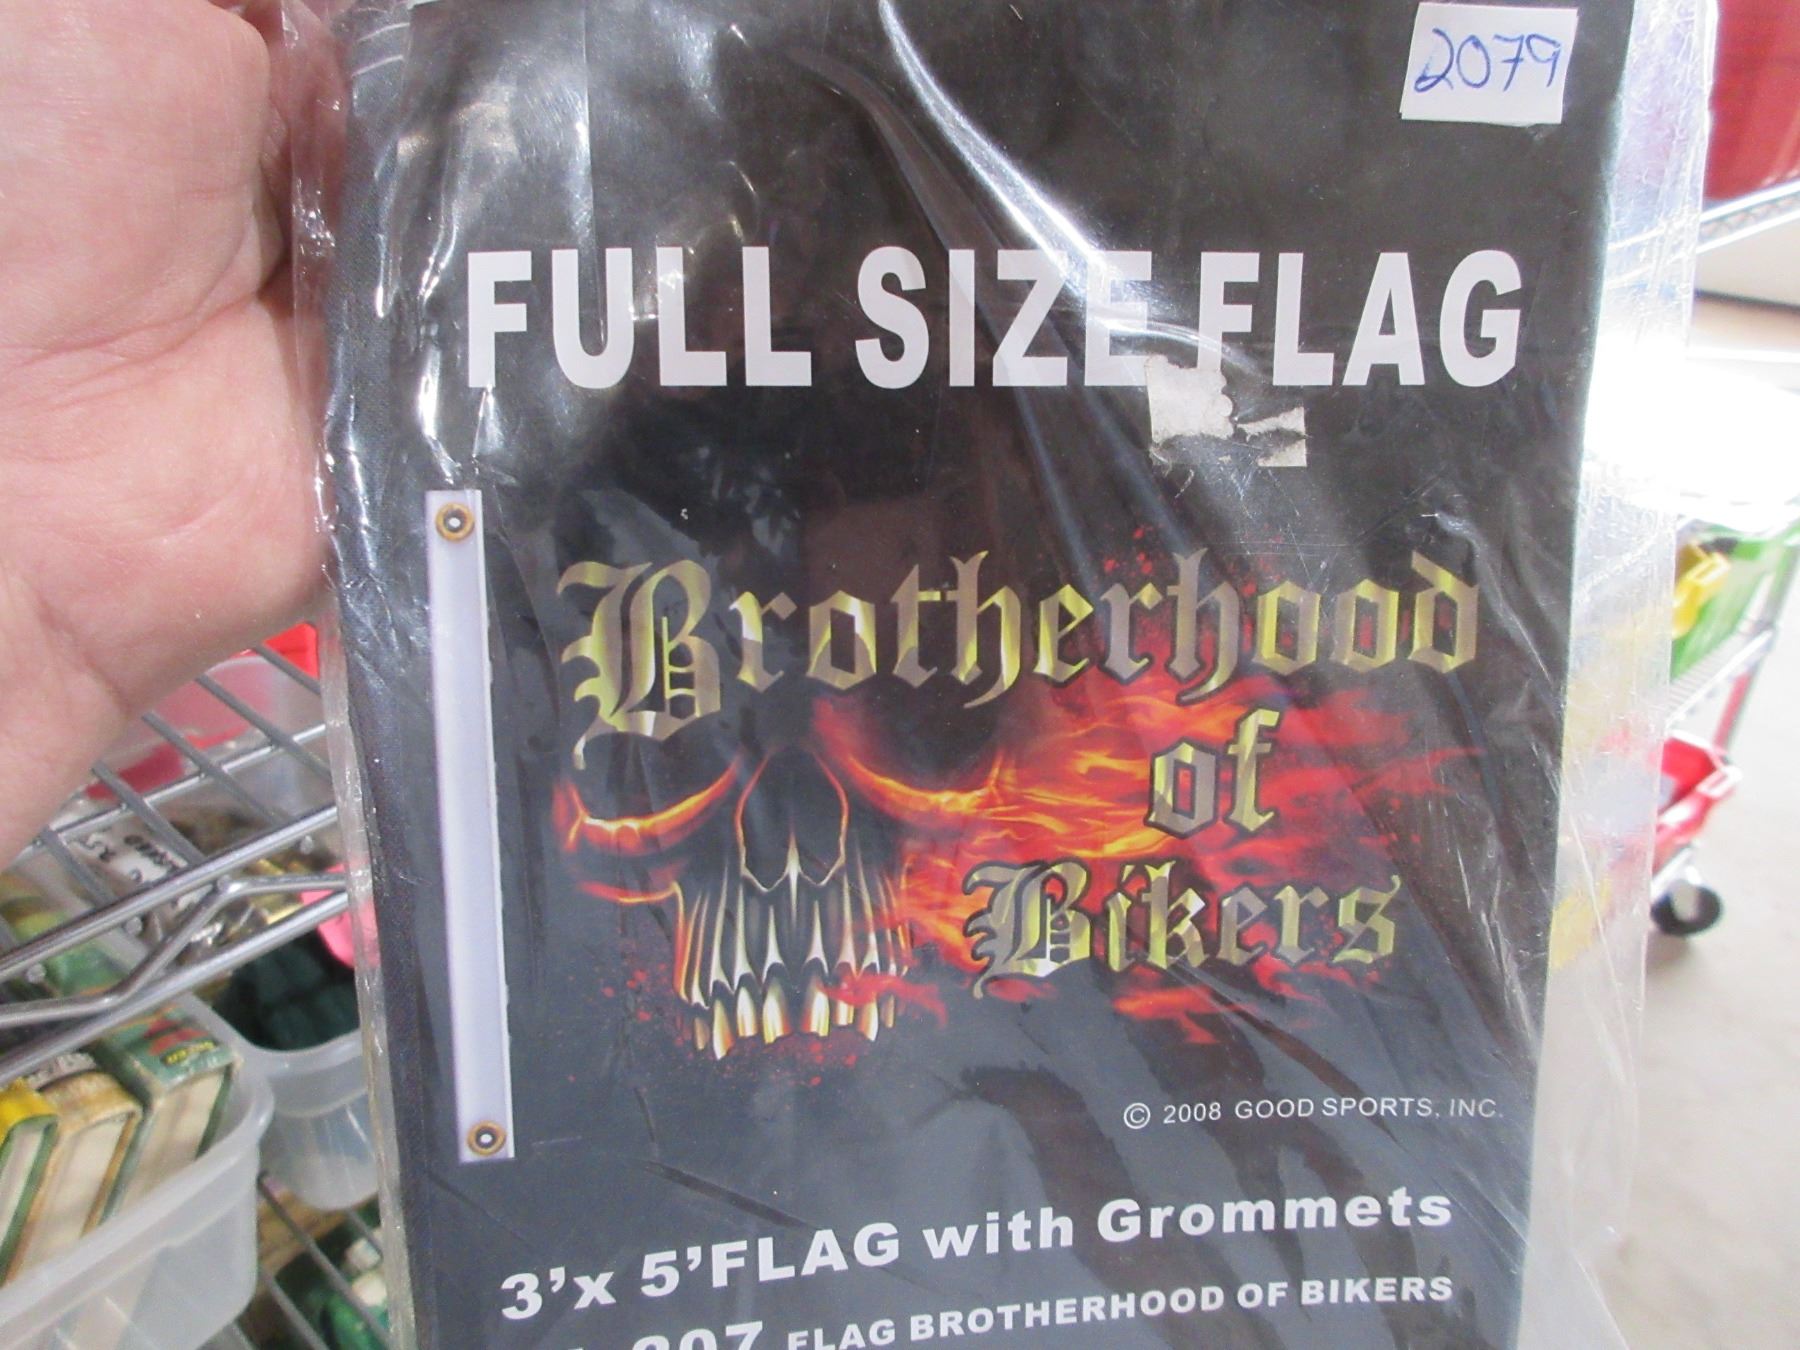 2079
FULL SIZE FLAG
Brotherhood
of
Bikers
© 2008 GOOD SPORTS, INC.
3'x 5'FLAG with Grommets
FLAG BROTHERHOOD OF BIKERS